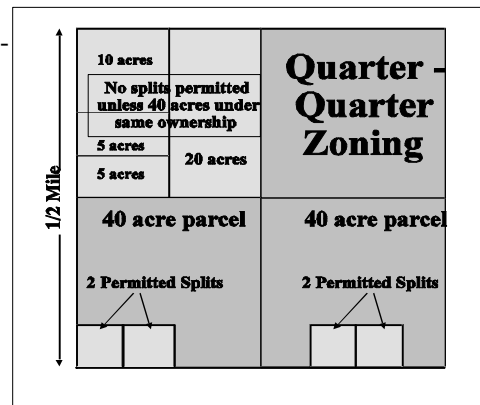 -
10 acres
No splits permitted
unless 40 acres under
same ownership
5 acres
5 acres
20 acres
Quarter -
Quarter
Zoning
1/2 Mile
40 acre parcel
40 acre parcel
2 Permitted Splits
2 Permitted Splits